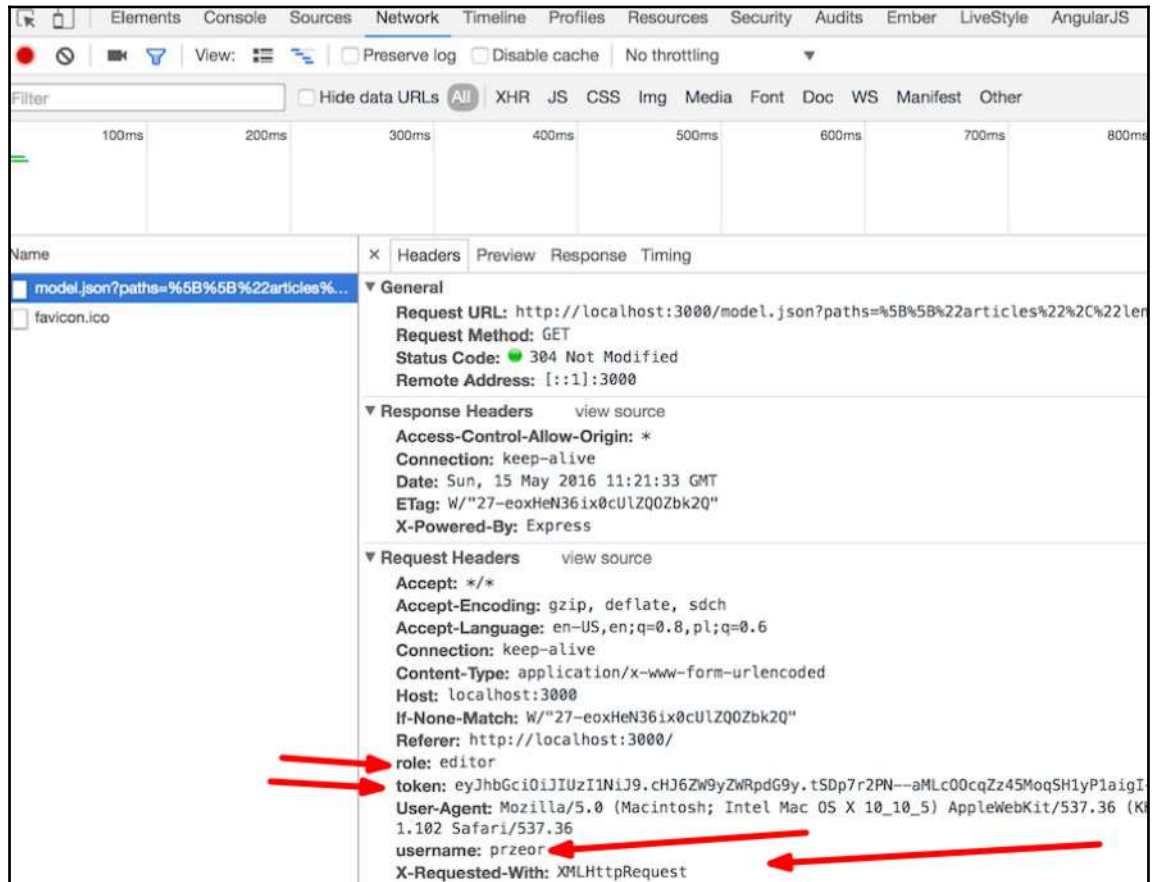 Elements Console Sources Network Timeline Profiles Resources Security Audits Ember LiveStyle AngularJS
View: Preserve log Disable cache No throttling
Filter Hide data URLs All XHR JS CSS Img Media Font Doc WS Manifest Other
100ms 200ms 300ms 400ms 500ms 600ms 700ms 800ms
Name × Headers Preview Response Timing
model.json?paths=%5B%5B%22articles%...
favicon.ico
General
Request URL: http://localhost:3000/model.json?paths=%5B%5B%22articles%22%2C%22len
Request Method: GET
Status Code: 304 Not Modified
Remote Address: [::1]:3000
Response Headers view source
Access-Control-Allow-Origin: *
Connection: keep-alive
Date: Sun, 15 May 2016 11:21:33 GMT
ETag: W/"27-eoxHeN36ix0cUlZQOZbk2Q"
X-Powered-By: Express
Request Headers view source
Accept: */*
Accept-Encoding: gzip, deflate, sdch
Accept-Language: en-US,en;q=0.8,pl;q=0.6
Connection: keep-alive
Content-Type: application/x-www-form-urlencoded
Host: localhost:3000
If-None-Match: W/"27-eoxHeN36ix0cUlZQOZbk2Q"
Referer: http://localhost:3000/
role: editor
token: eyJhbGciOiJIUzI1NiJ9.cHJ6ZW9yZWRpdG9y.tSDp7r2PN--aMLcOOcqZz45MoqSH1yP1aigI-
User-Agent: Mozilla/5.0 (Macintosh; Intel Mac OS X 10_10_5) AppleWebKit/537.36 (KH
1.102 Safari/537.36
username: przeor
X-Requested-With: XMLHttpRequest